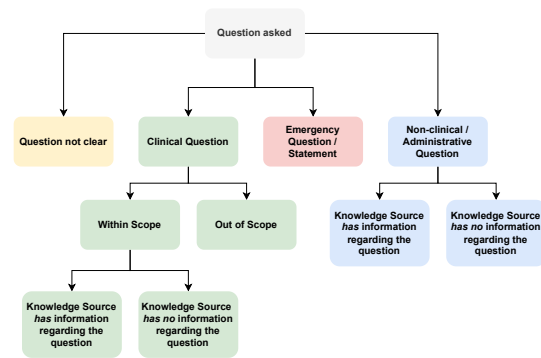 Question asked
Question not clear
Clinical Question
Emergency
Question /
Statement
Non-clinical /
Administrative
Question
Within Scope
Out of Scope
Knowledge Source
has information
regarding the
question
Knowledge Source
has no information
regarding the
question
Knowledge Source
has information
regarding the
question
Knowledge Source
has no information
regarding the
question